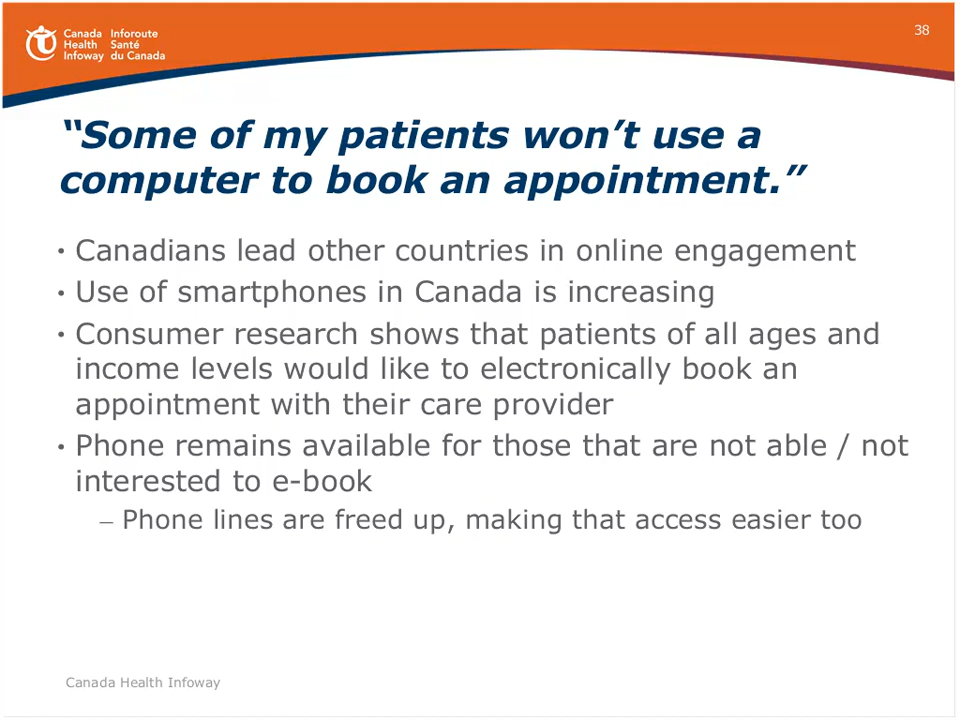 Canada Inforoute
Health Santé
Infoway du Canada
38
“Some of my patients won’t use a
computer to book an appointment.”
• Canadians lead other countries in online engagement
• Use of smartphones in Canada is increasing
• Consumer research shows that patients of all ages and
income levels would like to electronically book an
appointment with their care provider
• Phone remains available for those that are not able / not
interested to e-book
– Phone lines are freed up, making that access easier too
Canada Health Infoway